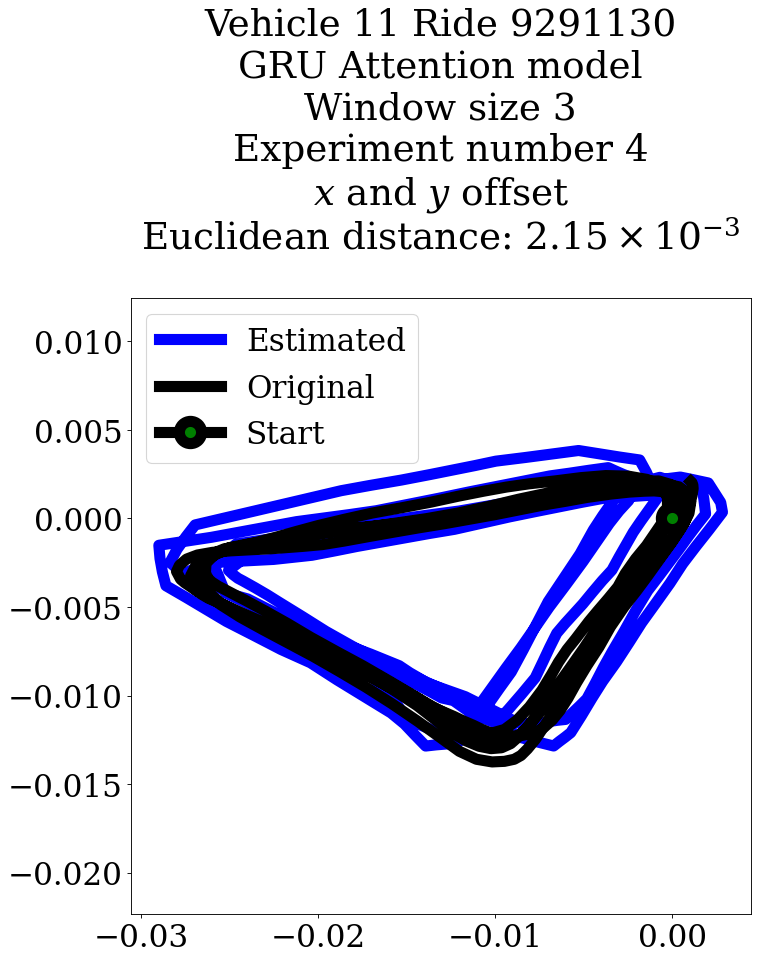 Vehicle 11 Ride 9291130
GRU Attention model
Window size 3
Experiment number 4
x and y offset
Euclidean distance: 2.15 × 10⁻³
Estimated
Original
Start
0.010
0.005
0.000
−0.005
−0.010
−0.015
−0.020
−0.03 −0.02 −0.01 0.00